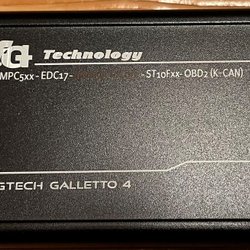 G+ Technology
MPC5xx - EDC17-
-ST10Fxx- OBD2 (K-CAN)
GTECH GALLETTO 4